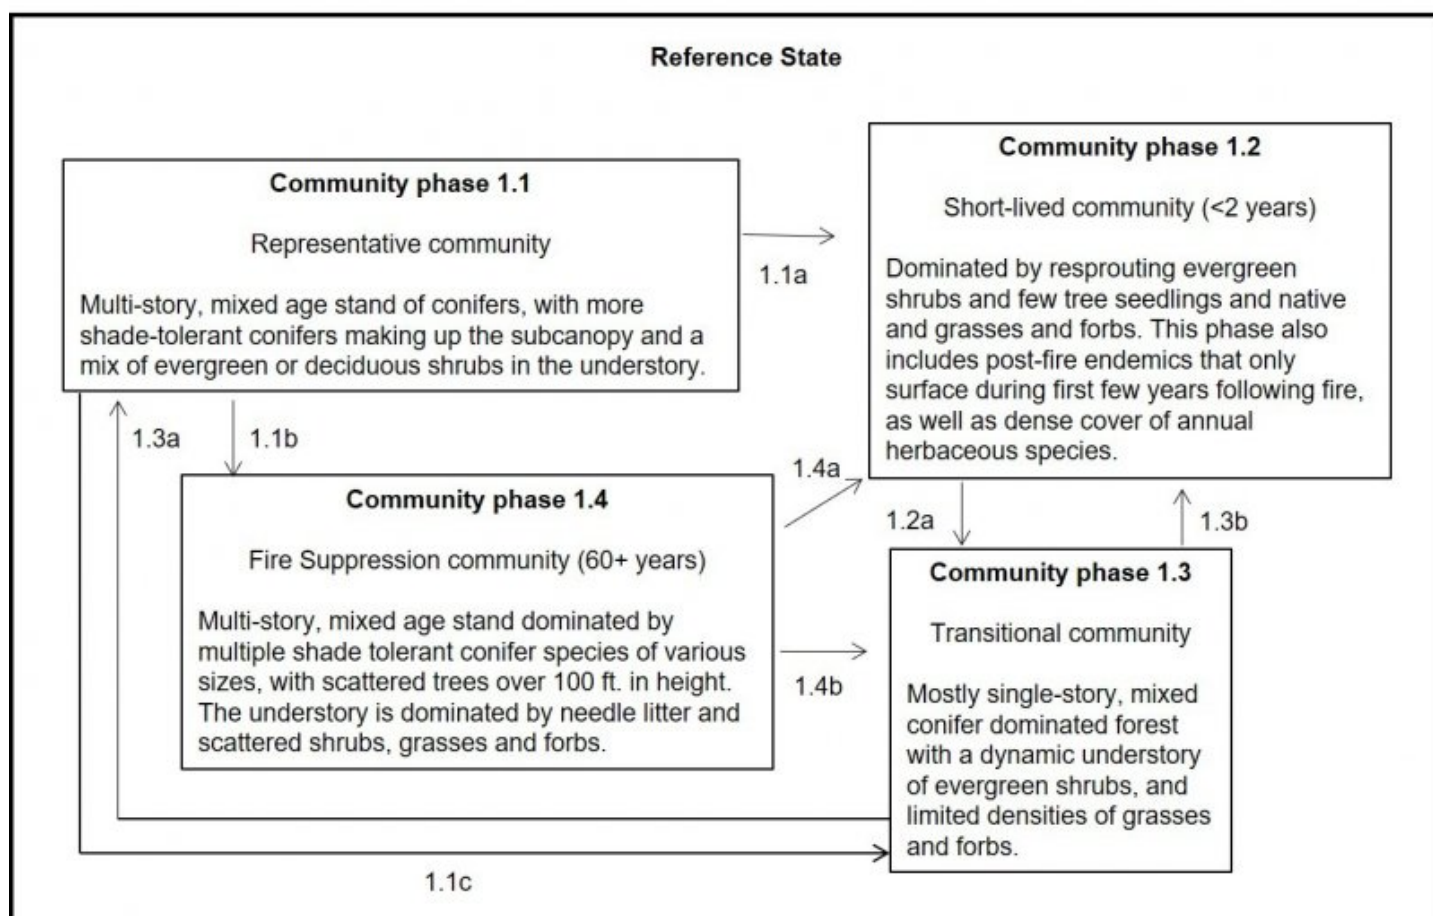 Reference State
Community phase 1.1
Representative community
Multi-story, mixed age stand of conifers, with more
shade-tolerant conifers making up the subcanopy and a
mix of evergreen or deciduous shrubs in the understory.
1.1a
Community phase 1.2
Short-lived community (<2 years)
Dominated by resprouting evergreen
shrubs and few tree seedlings and native
and grasses and forbs. This phase also
includes post-fire endemics that only
surface during first few years following fire,
as well as dense cover of annual
herbaceous species.
1.3a
1.1b
1.4a
1.2a
1.3b
Community phase 1.4
Fire Suppression community (60+ years)
Multi-story, mixed age stand dominated by
multiple shade tolerant conifer species of various
sizes, with scattered trees over 100 ft. in height.
The understory is dominated by needle litter and
scattered shrubs, grasses and forbs.
1.4b
Community phase 1.3
Transitional community
Mostly single-story, mixed
conifer dominated forest
with a dynamic understory
of evergreen shrubs, and
limited densities of grasses
and forbs.
1.1c